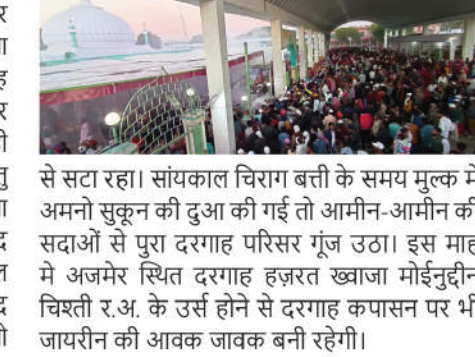 से सटा रहा। सांयकाल चिराग बत्ती के समय मुल्क में
अमनो सुकून की दुआ की गई तो आमीन-आमीन की
सदाओं से पुरा दरगाह परिसर गूंज उठा। इस माह
मे अजमेर स्थित दरगाह हज़रत ख्वाजा मोईनुद्दीन
चिश्ती र.अ. के उर्स होने से दरगाह कपासन पर भी
जायरीन की आवक जावक बनी रहेगी।